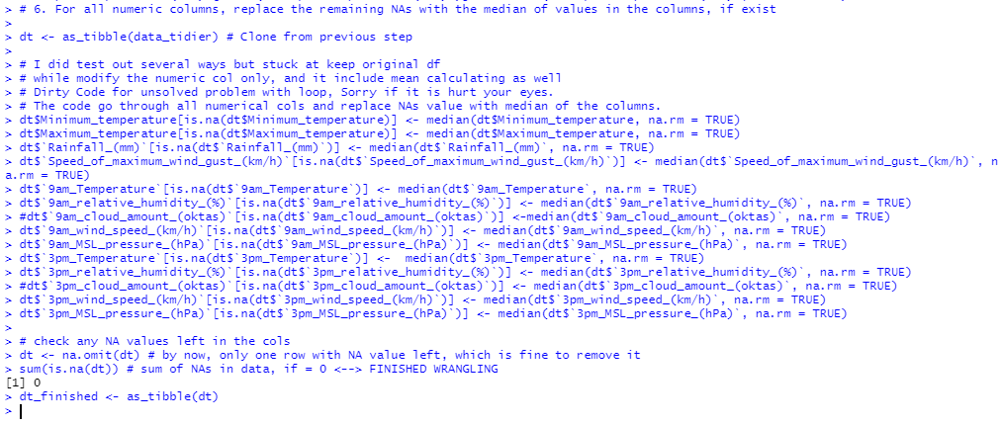 > # 6. For all numeric columns, replace the remaining NAs with the median of values in the columns, if exist
>
> dt <- as_tibble(data_tidier) # Clone from previous step
>
> # I did test out several ways but stuck at keep original df
> # while modify the numeric col only, and it include mean calculating as well
> # Dirty Code for unsolved problem with loop, Sorry if it is hurt your eyes.
> # The code go through all numerical cols and replace NAs value with median of the columns.
> dt$Minimum_temperature[is.na(dt$Minimum_temperature)] <- median(dt$Minimum_temperature, na.rm = TRUE)
> dt$Maximum_temperature[is.na(dt$Maximum_temperature)] <- median(dt$Maximum_temperature, na.rm = TRUE)
> dt$`Rainfall_(mm)`[is.na(dt$`Rainfall_(mm)`)] <- median(dt$`Rainfall_(mm)`, na.rm = TRUE)
> dt$`Speed_of_maximum_wind_gust_(km/h)`[is.na(dt$`Speed_of_maximum_wind_gust_(km/h)`)] <- median(dt$`Speed_of_maximum_wind_gust_(km/h)`, n
a.rm = TRUE)
> dt$`9am_Temperature`[is.na(dt$`9am_Temperature`)] <- median(dt$`9am_Temperature`, na.rm = TRUE)
> dt$`9am_relative_humidity_(%)`[is.na(dt$`9am_relative_humidity_(%)`)] <- median(dt$`9am_relative_humidity_(%)`, na.rm = TRUE)
> #dt$`9am_cloud_amount_(oktas)`[is.na(dt$`9am_cloud_amount_(oktas)`)] <-median(dt$`9am_cloud_amount_(oktas)`, na.rm = TRUE)
> dt$`9am_wind_speed_(km/h)`[is.na(dt$`9am_wind_speed_(km/h)`)] <- median(dt$`9am_wind_speed_(km/h)`, na.rm = TRUE)
> dt$`9am_MSL_pressure_(hPa)`[is.na(dt$`9am_MSL_pressure_(hPa)`)] <- median(dt$`9am_MSL_pressure_(hPa)`, na.rm = TRUE)
> dt$`3pm_Temperature`[is.na(dt$`3pm_Temperature`)] <-  median(dt$`3pm_Temperature`, na.rm = TRUE)
> dt$`3pm_relative_humidity_(%)`[is.na(dt$`3pm_relative_humidity_(%)`)] <- median(dt$`3pm_relative_humidity_(%)`, na.rm = TRUE)
> #dt$`3pm_cloud_amount_(oktas)`[is.na(dt$`3pm_cloud_amount_(oktas)`)] <- median(dt$`3pm_cloud_amount_(oktas)`, na.rm = TRUE)
> dt$`3pm_wind_speed_(km/h)`[is.na(dt$`3pm_wind_speed_(km/h)`)] <- median(dt$`3pm_wind_speed_(km/h)`, na.rm = TRUE)
> dt$`3pm_MSL_pressure_(hPa)`[is.na(dt$`3pm_MSL_pressure_(hPa)`)] <- median(dt$`3pm_MSL_pressure_(hPa)`, na.rm = TRUE)
>
> # check any NA values left in the cols
> dt <- na.omit(dt) # by now, only one row with NA value left, which is fine to remove it
> sum(is.na(dt)) # sum of NAs in data, if = 0 <--> FINISHED WRANGLING
[1] 0
> dt_finished <- as_tibble(dt)
>